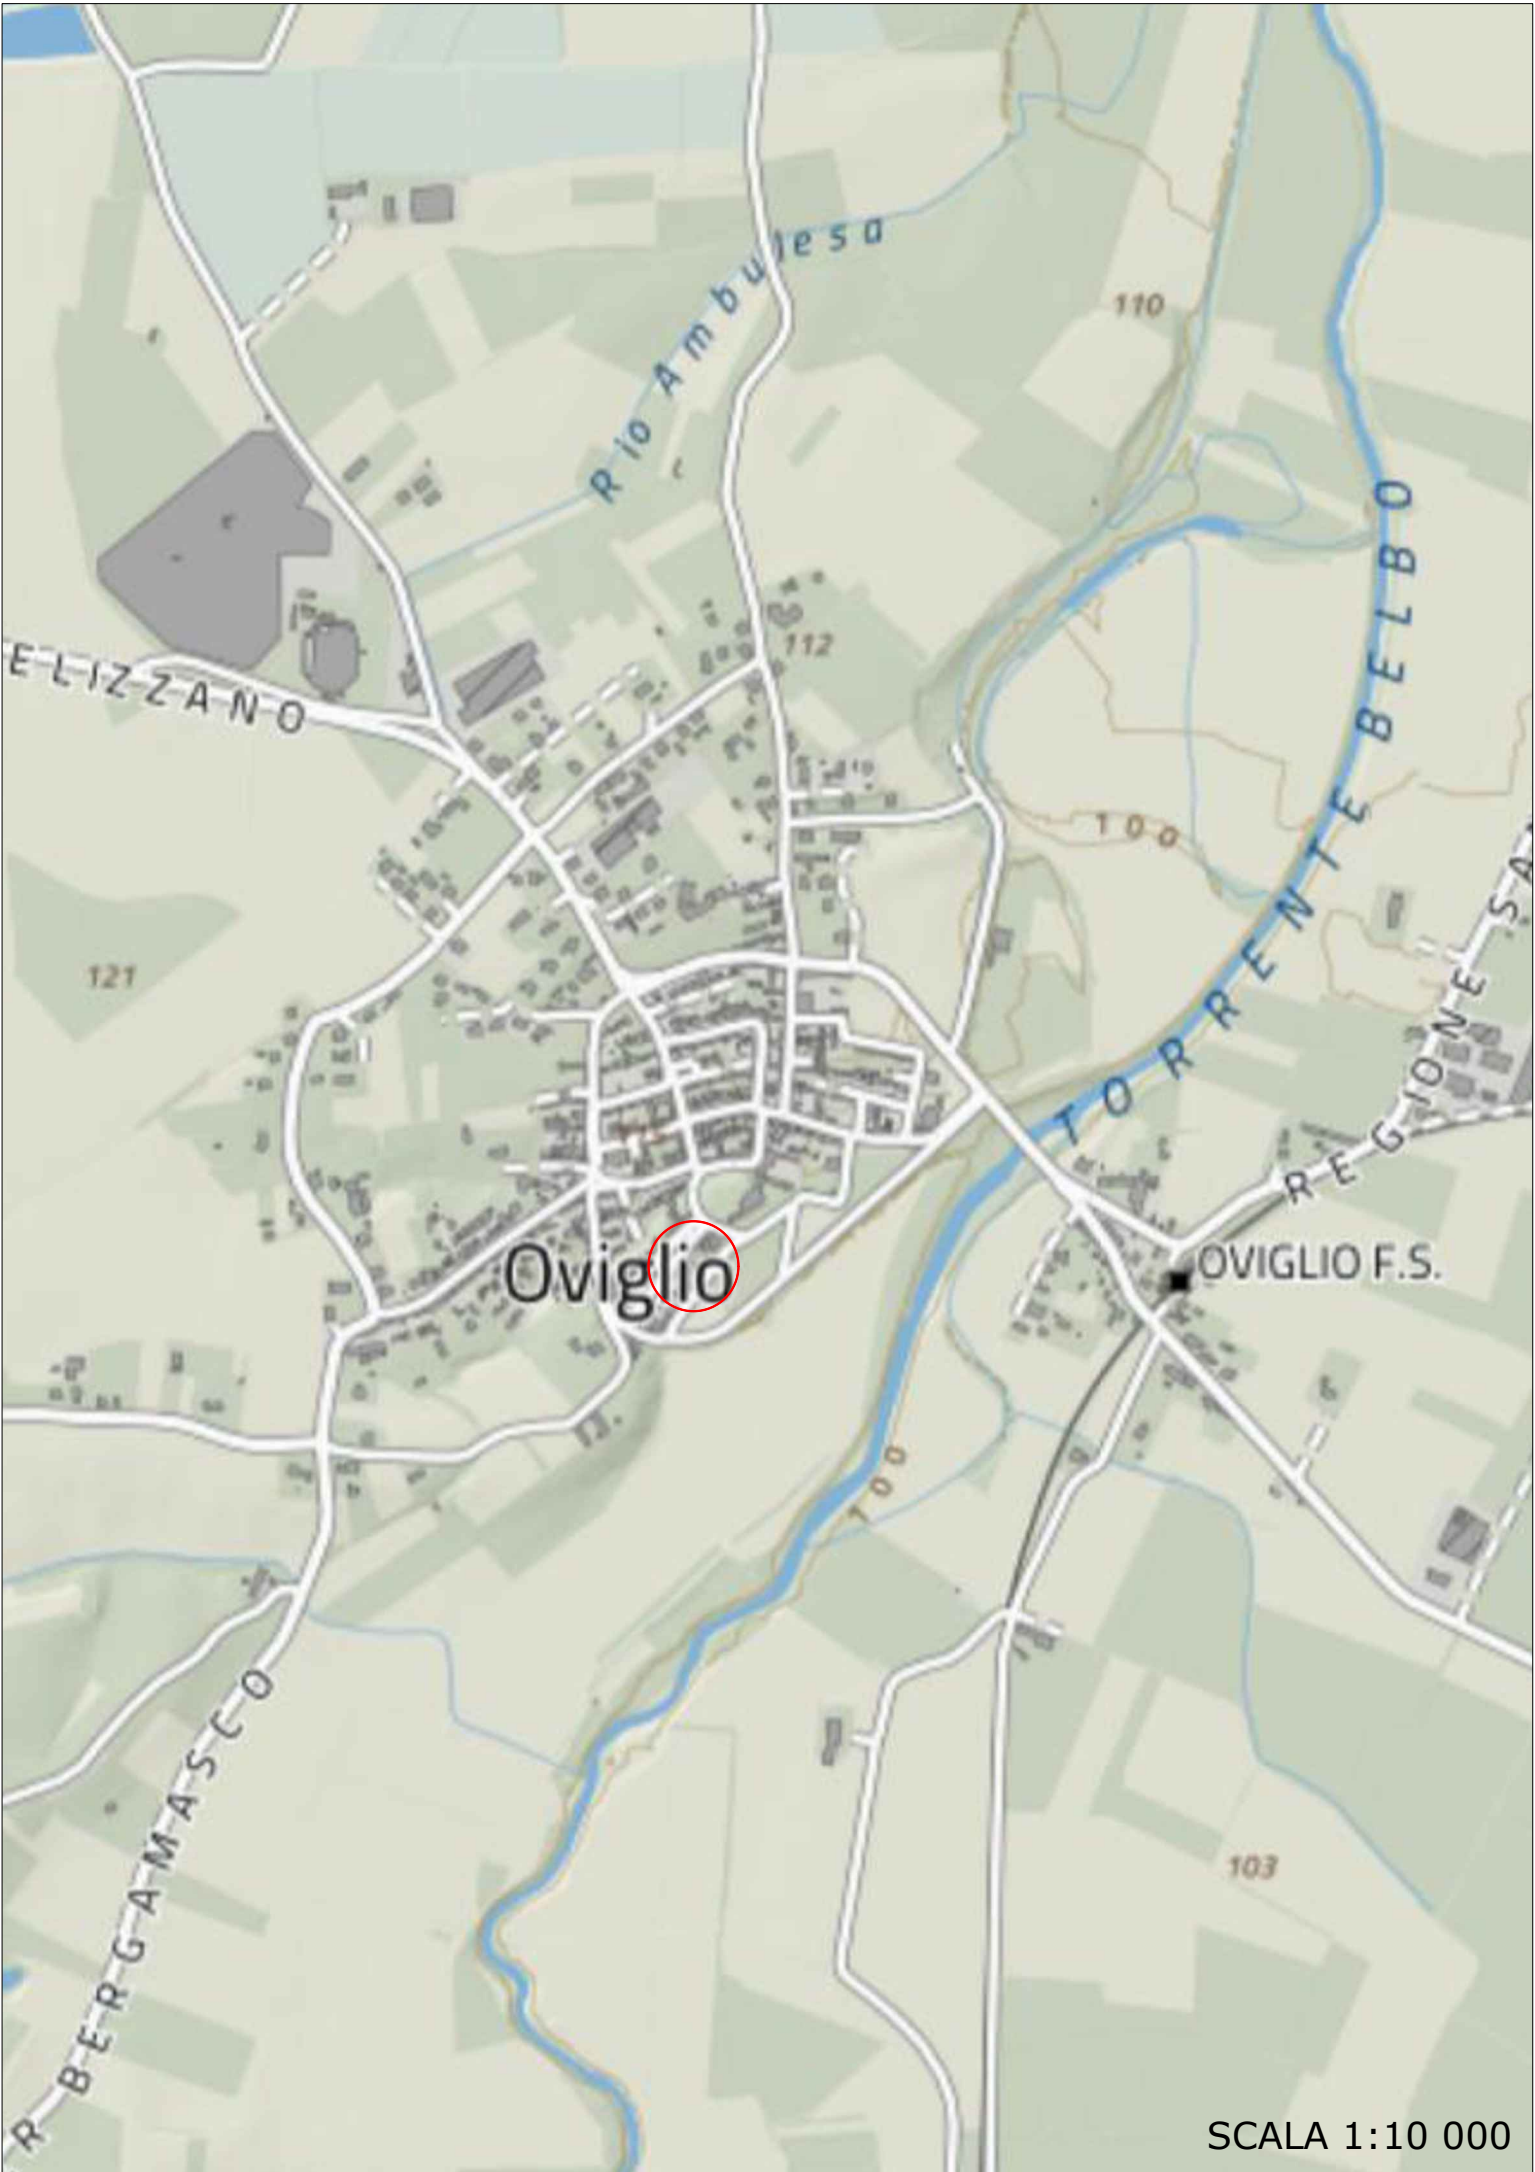 Rio Ambulesa
110
TORRENTE BELBO
112
ELIZZANO
100
121
REGIONE SA
Oviglio
OVIGLIO F.S.
100
R BERGAMASCO
103
SCALA 1:10 000